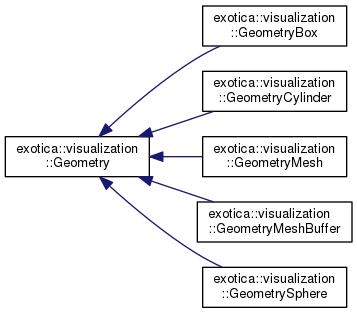 exotica::visualization
::GeometryBox
exotica::visualization
::GeometryCylinder
exotica::visualization
::Geometry
exotica::visualization
::GeometryMesh
exotica::visualization
::GeometryMeshBuffer
exotica::visualization
::GeometrySphere